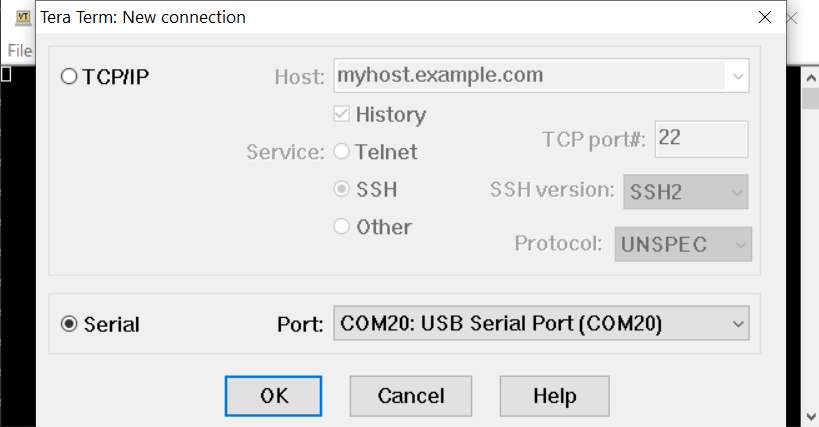 VT
Tera Term: New connection
File
TCP/IP
Host:
myhost.example.com
History
Service:
Telnet
TCP port#:
22
SSH
SSH version:
SSH2
Other
Protocol:
UNSPEC
Serial
Port:
COM20: USB Serial Port (COM20)
OK
Cancel
Help